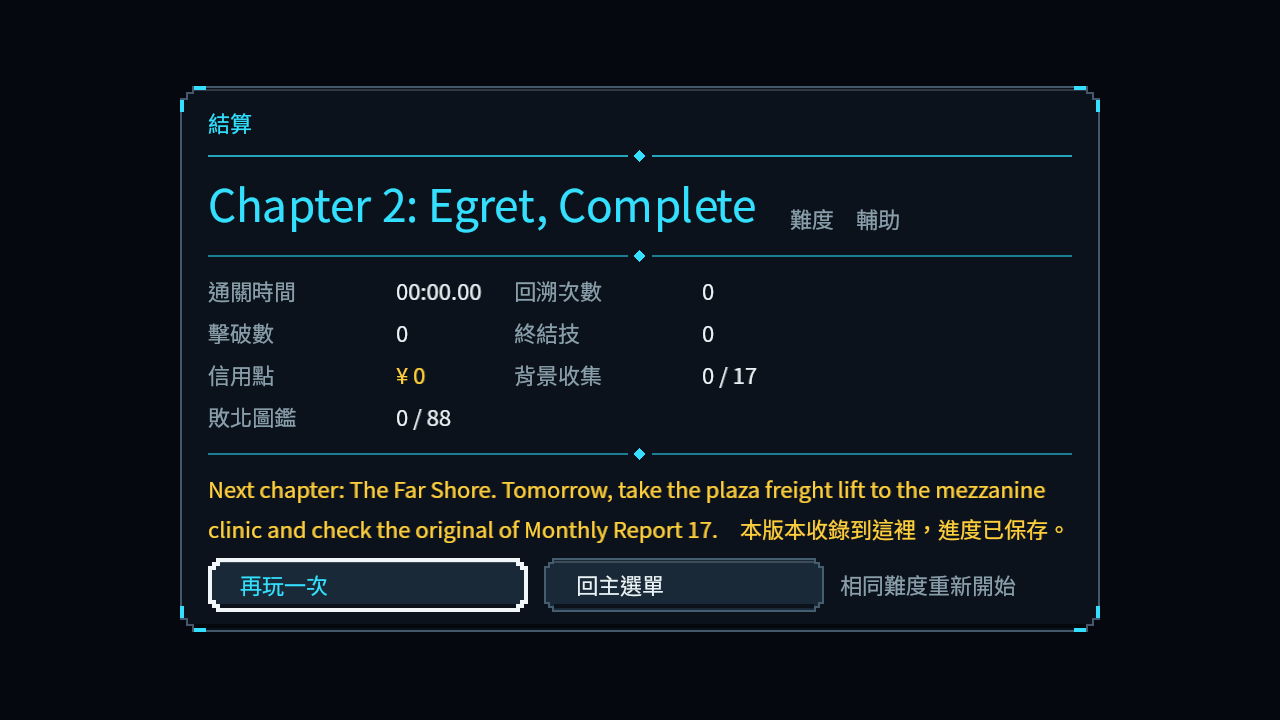 結算
Chapter 2: Egret, Complete 難度 輔助
通關時間 00:00.00 回溯次數 0
擊破數 0 終結技 0
信用點 ¥ 0 背景收集 0 / 17
敗北圖鑑 0 / 88
Next chapter: The Far Shore. Tomorrow, take the plaza freight lift to the mezzanine
clinic and check the original of Monthly Report 17. 本版本收錄到這裡，進度已保存。
再玩一次 回主選單 相同難度重新開始